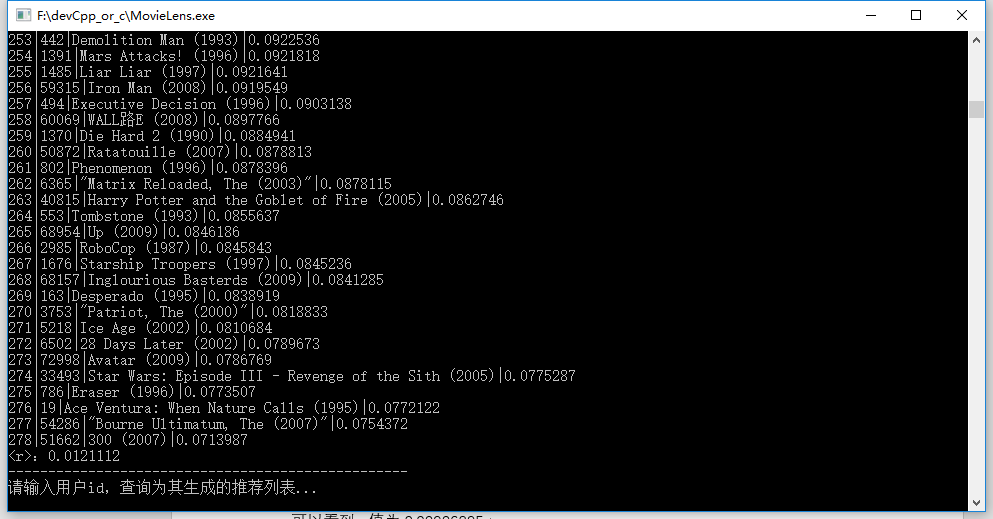 F:\devCpp_or_c\MovieLens.exe
253|442|Demolition Man (1993)|0.0922536
254|1391|Mars Attacks! (1996)|0.0921818
255|1485|Liar Liar (1997)|0.0921641
256|59315|Iron Man (2008)|0.0919549
257|494|Executive Decision (1996)|0.0903138
258|60069|WALL路E (2008)|0.0897766
259|1370|Die Hard 2 (1990)|0.0884941
260|50872|Ratatouille (2007)|0.0878813
261|802|Phenomenon (1996)|0.0878396
262|6365|"Matrix Reloaded, The (2003)"|0.0878115
263|40815|Harry Potter and the Goblet of Fire (2005)|0.0862746
264|553|Tombstone (1993)|0.0855637
265|68954|Up (2009)|0.0846186
266|2985|RoboCop (1987)|0.0845843
267|1676|Starship Troopers (1997)|0.0845236
268|68157|Inglourious Basterds (2009)|0.0841285
269|163|Desperado (1995)|0.0838919
270|3753|"Patriot, The (2000)"|0.0818833
271|5218|Ice Age (2002)|0.0810684
272|6502|28 Days Later (2002)|0.0789673
273|72998|Avatar (2009)|0.0786769
274|33493|Star Wars: Episode III - Revenge of the Sith (2005)|0.0775287
275|786|Eraser (1996)|0.0773507
276|19|Ace Ventura: When Nature Calls (1995)|0.0772122
277|54286|"Bourne Ultimatum, The (2007)"|0.0754372
278|51662|300 (2007)|0.0713987
<r>: 0.0121112
--------------------------------------------------
请输入用户id, 查询为其生成的推荐列表...